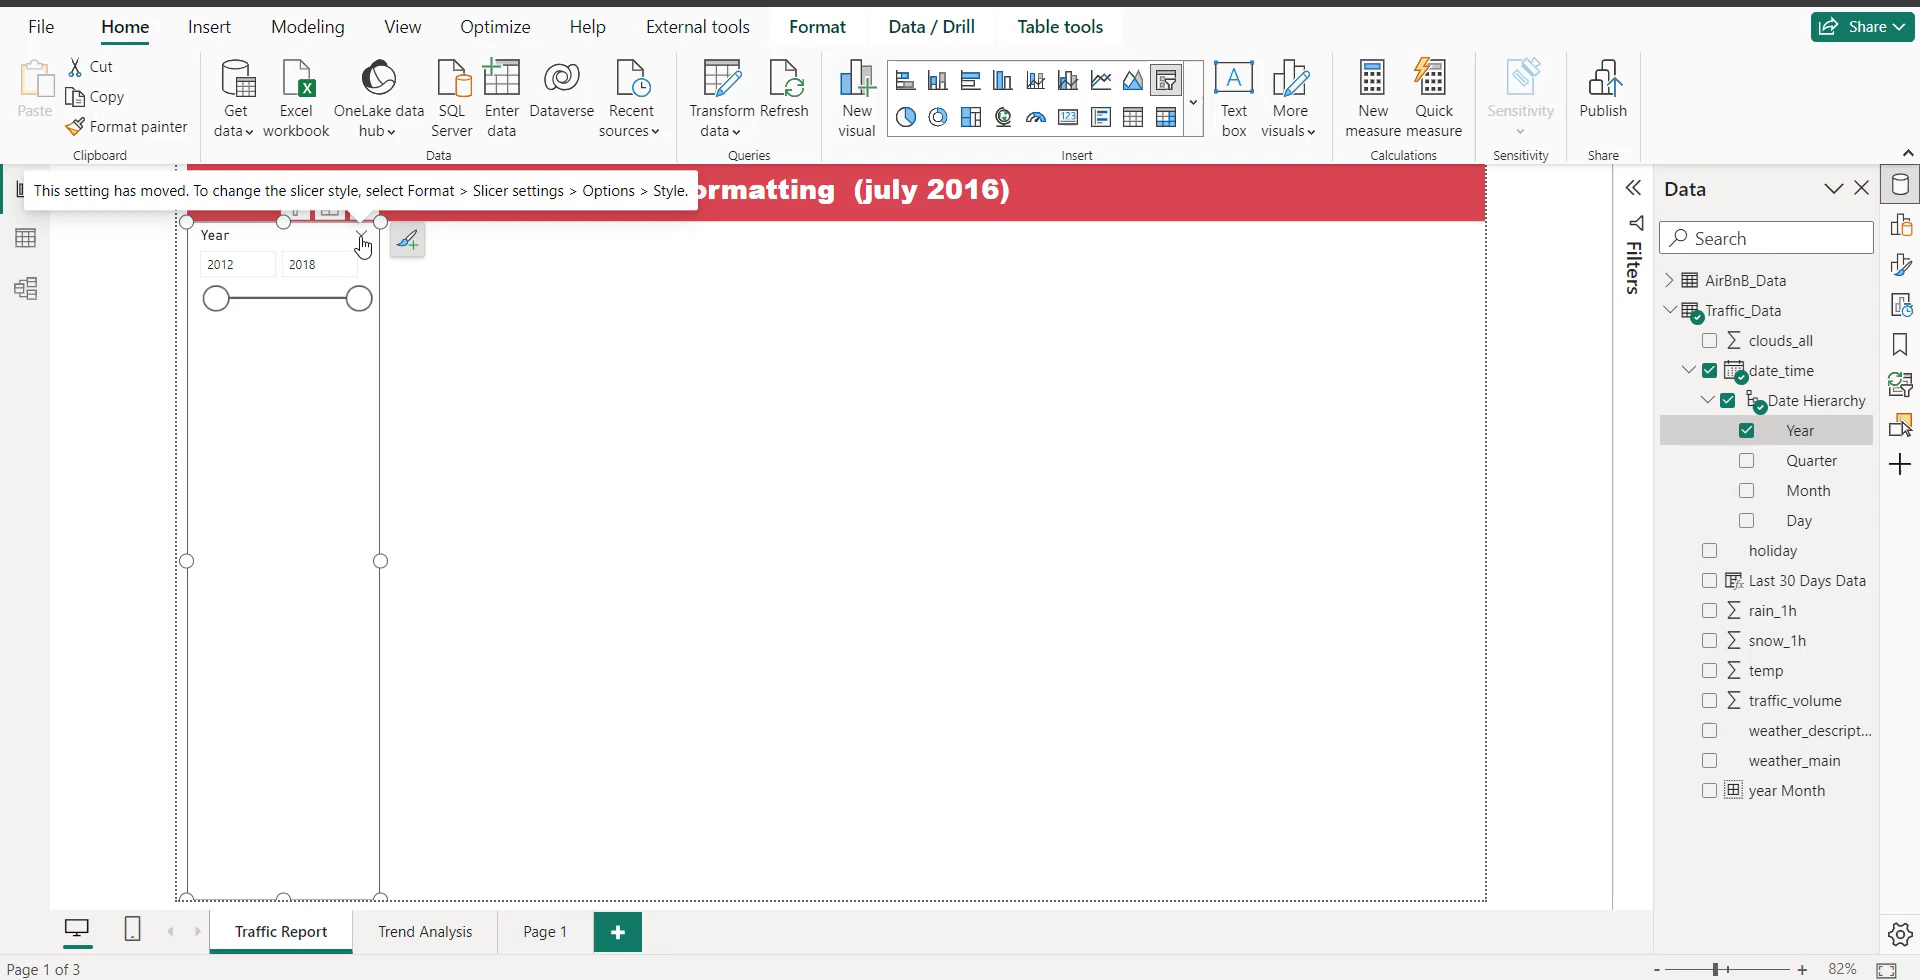 File Home Insert Modeling View Optimize Help External tools Format Data / Drill Table tools Share
Paste Cut
Copy
Format painter
Clipboard
Get data
Excel workbook
OneLake data hub
SQL Server
Enter data
Dataverse
Recent sources
Data
Transform data
Refresh
Queries
New visual
123
A
Text box
More visuals
Insert
New measure
Quick measure
Calculations
Sensitivity
Sensitivity
Publish
Share
This setting has moved. To change the slicer style, select Format > Slicer settings > Options > Style.
ormatting (july 2016)
Year
2012 2018
Filters
Data
Search
AirBnB_Data
Traffic_Data
∑ clouds_all
date_time
Date Hierarchy
Year
Quarter
Month
Day
holiday
Last 30 Days Data
∑ rain_1h
∑ snow_1h
∑ temp
∑ traffic_volume
weather_descript...
weather_main
year Month
Traffic Report Trend Analysis Page 1 +
Page 1 of 3
- + 82%